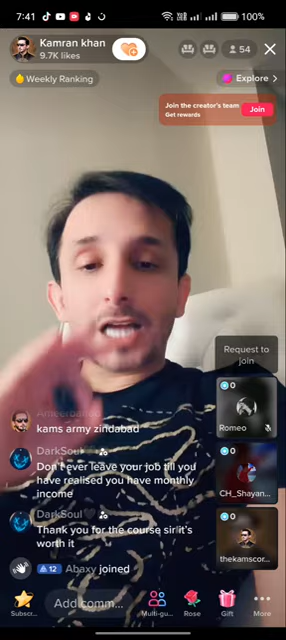 7:41
100%
Kamran khan
9.7K likes
54
Weekly Ranking
Explore >
Join the creator's team
Get rewards
Join
Request to join
0
Romeo
0
CH_Shayan...
0
thekamscor...
Ameerdando
kams army zindabad
DarkSoul
Don't ever leave your job till you
have realised you have monthly
income
DarkSoul
Thank you for the course sir it's
worth it
12 Abaxy joined
Subscr...
Add comm...
Multi-gu...
Rose
Gift
More